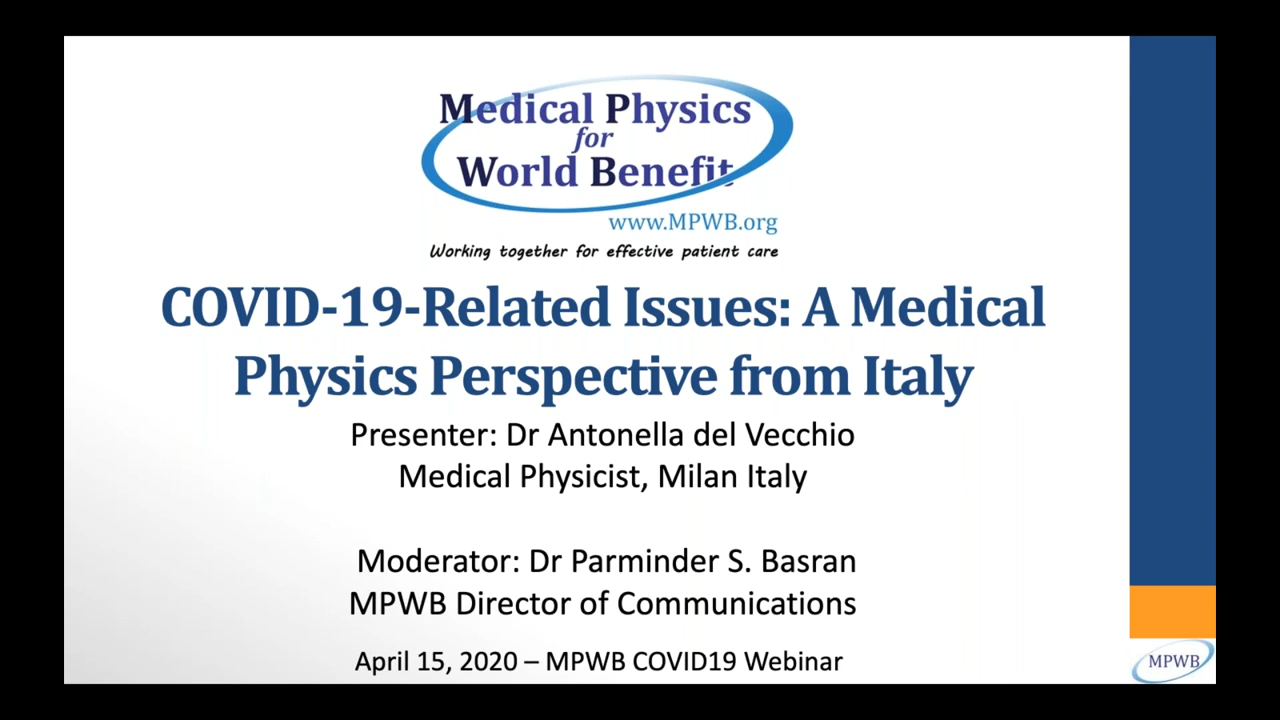 Medical Physics
for
World Benefit
www.MPWB.org
Working together for effective patient care
COVID-19-Related Issues: A Medical
Physics Perspective from Italy
Presenter: Dr Antonella del Vecchio
Medical Physicist, Milan Italy
Moderator: Dr Parminder S. Basran
MPWB Director of Communications
April 15, 2020 – MPWB COVID19 Webinar
MPWB